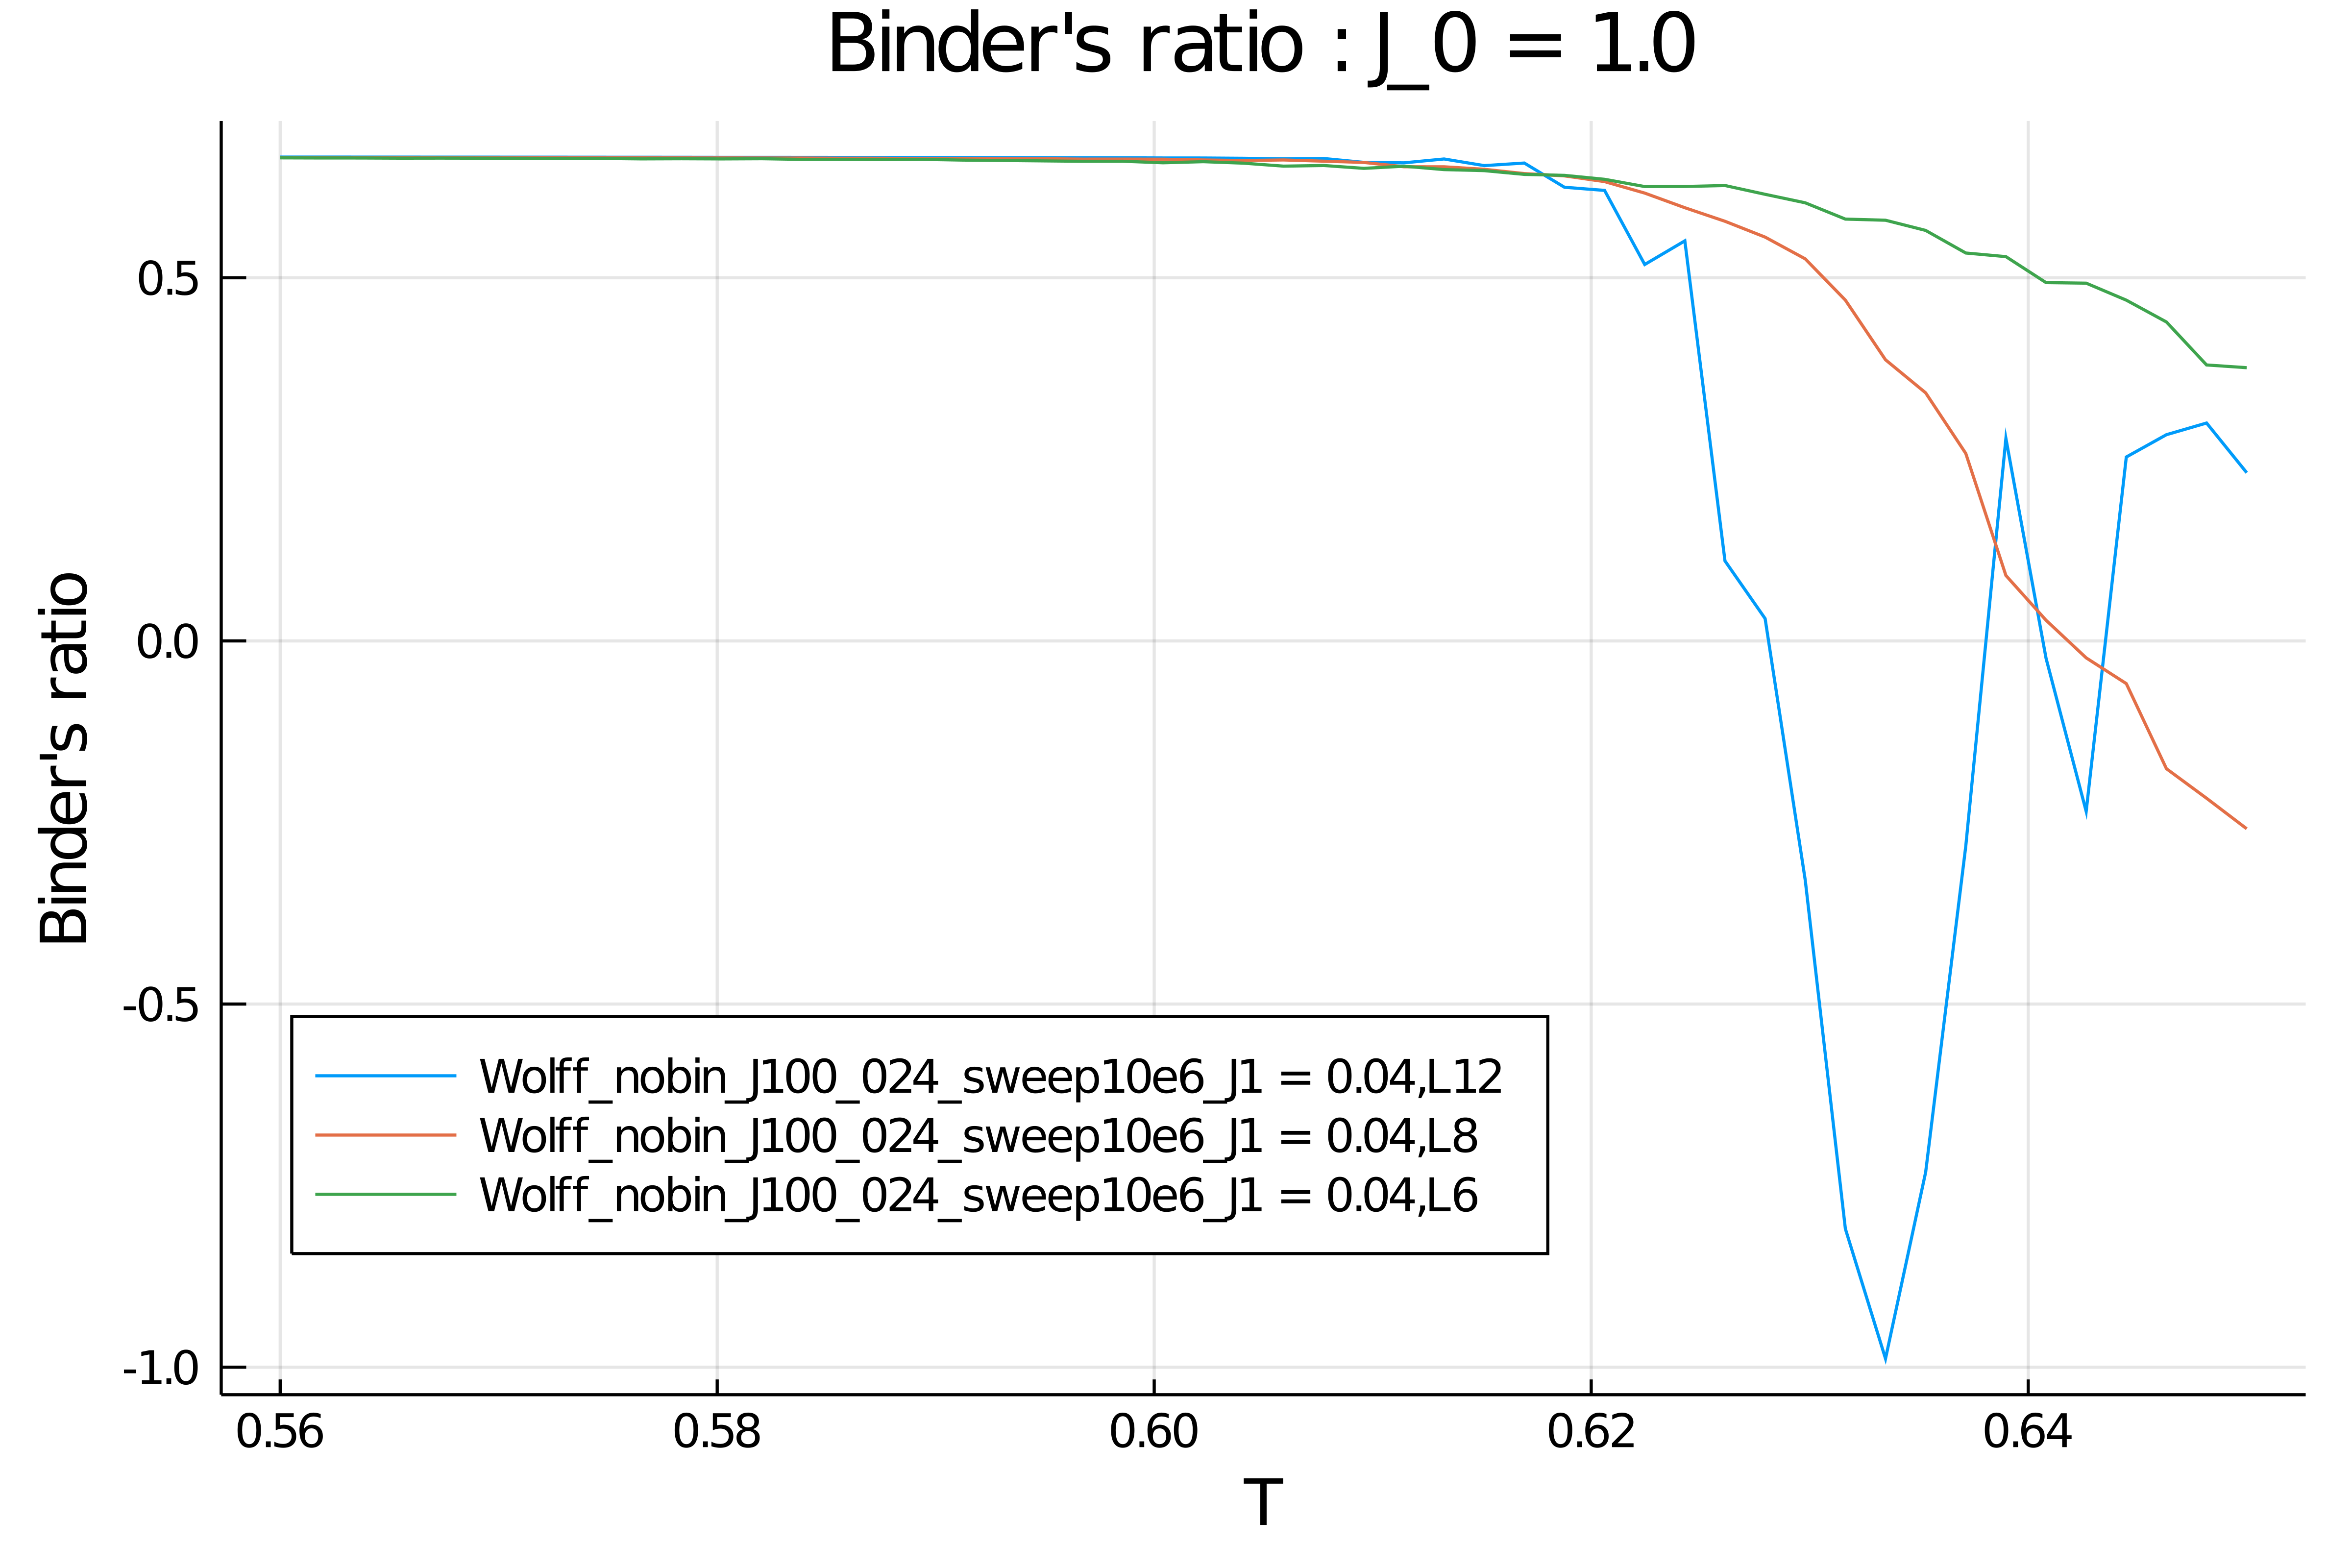 Binder's ratio : J_0 = 1.0
Binder's ratio
0.5
0.0
-0.5
-1.0
Wolff_nobin_J100_024_sweep10e6_J1 = 0.04,L12
Wolff_nobin_J100_024_sweep10e6_J1 = 0.04,L8
Wolff_nobin_J100_024_sweep10e6_J1 = 0.04,L6
0.56 0.58 0.60 0.62 0.64
T